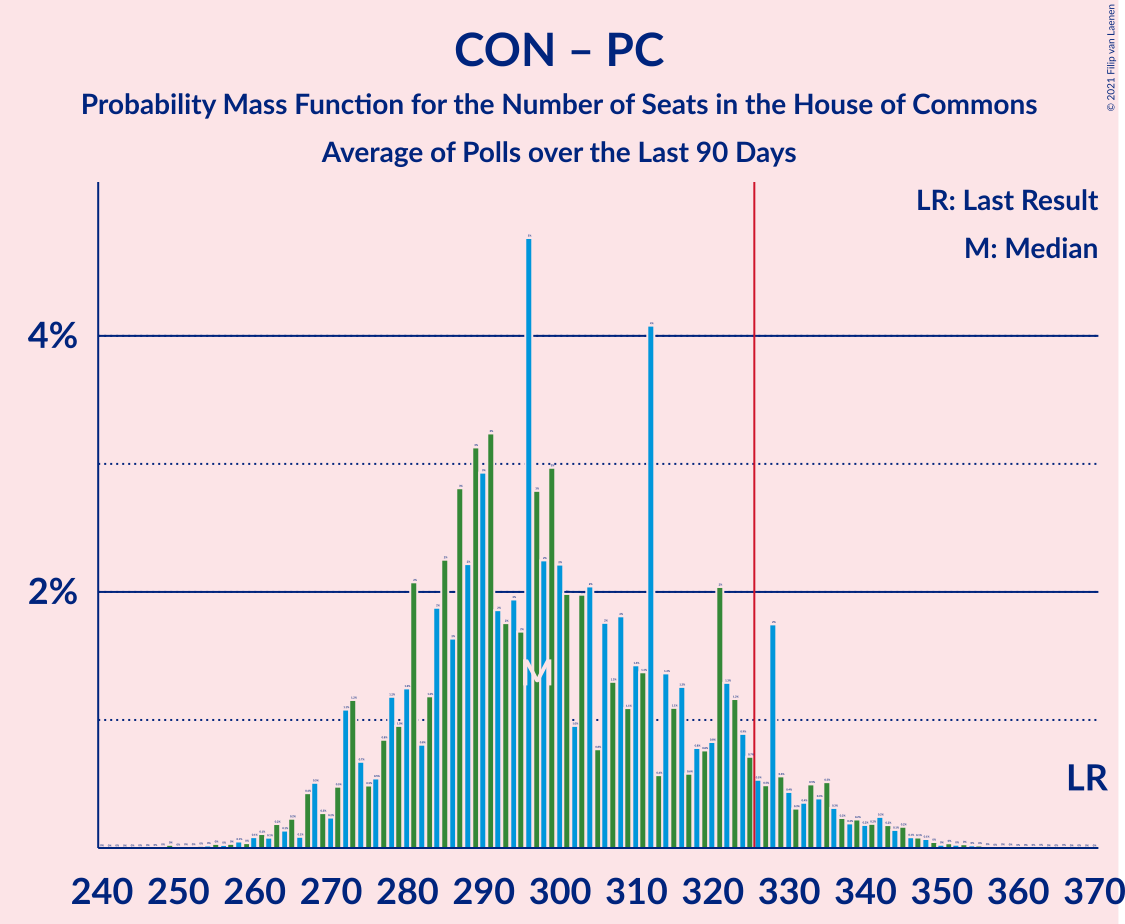 CON – PC
Probability Mass Function for the Number of Seats in the House of Commons
Average of Polls over the Last 90 Days
© 2021 Filip van Laenen
LR: Last Result
M: Median
4%
2%
M
LR
240 250 260 270 280 290 300 310 320 330 340 350 360 370